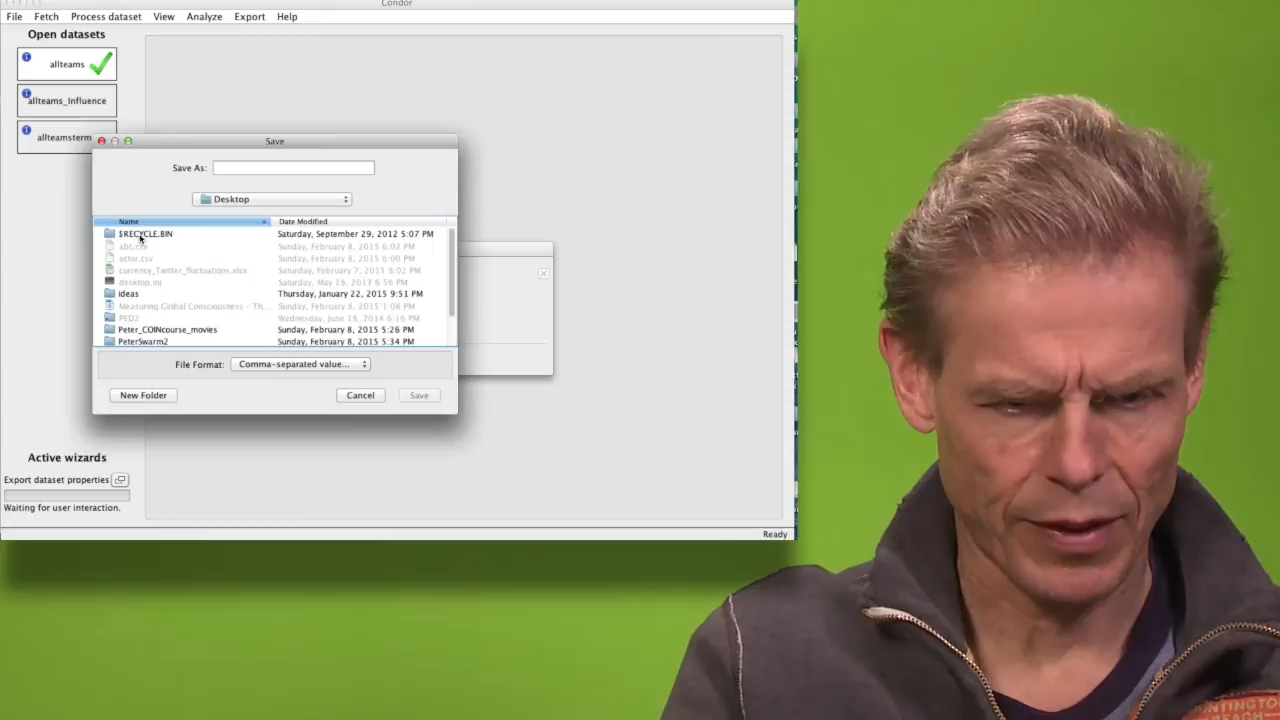 Condor
File Fetch Process dataset View Analyze Export Help
Open datasets
allteams
allteams_Influence
allteamsterm
Save
Save As:
Desktop
Name Date Modified
$RECYCLE.BIN Saturday, September 29, 2012 5:07 PM
abc.csv Sunday, February 8, 2015 6:02 PM
actor.csv Sunday, February 8, 2015 6:00 PM
currency_Twitter_fluctuations.xlsx Saturday, February 7, 2015 8:02 PM
desktop.ini Saturday, May 18, 2013 6:56 PM
ideas Thursday, January 22, 2015 9:51 PM
Measuring Global Consciousness - Th... Sunday, February 8, 2015 1:08 PM
PED2 Wednesday, June 18, 2014 6:16 PM
Peter_COINcourse_movies Sunday, February 8, 2015 5:26 PM
PeterSwarm2 Sunday, February 8, 2015 5:34 PM
File Format: Comma-separated value...
New Folder Cancel Save
Active wizards
Export dataset properties
Waiting for user interaction.
Ready